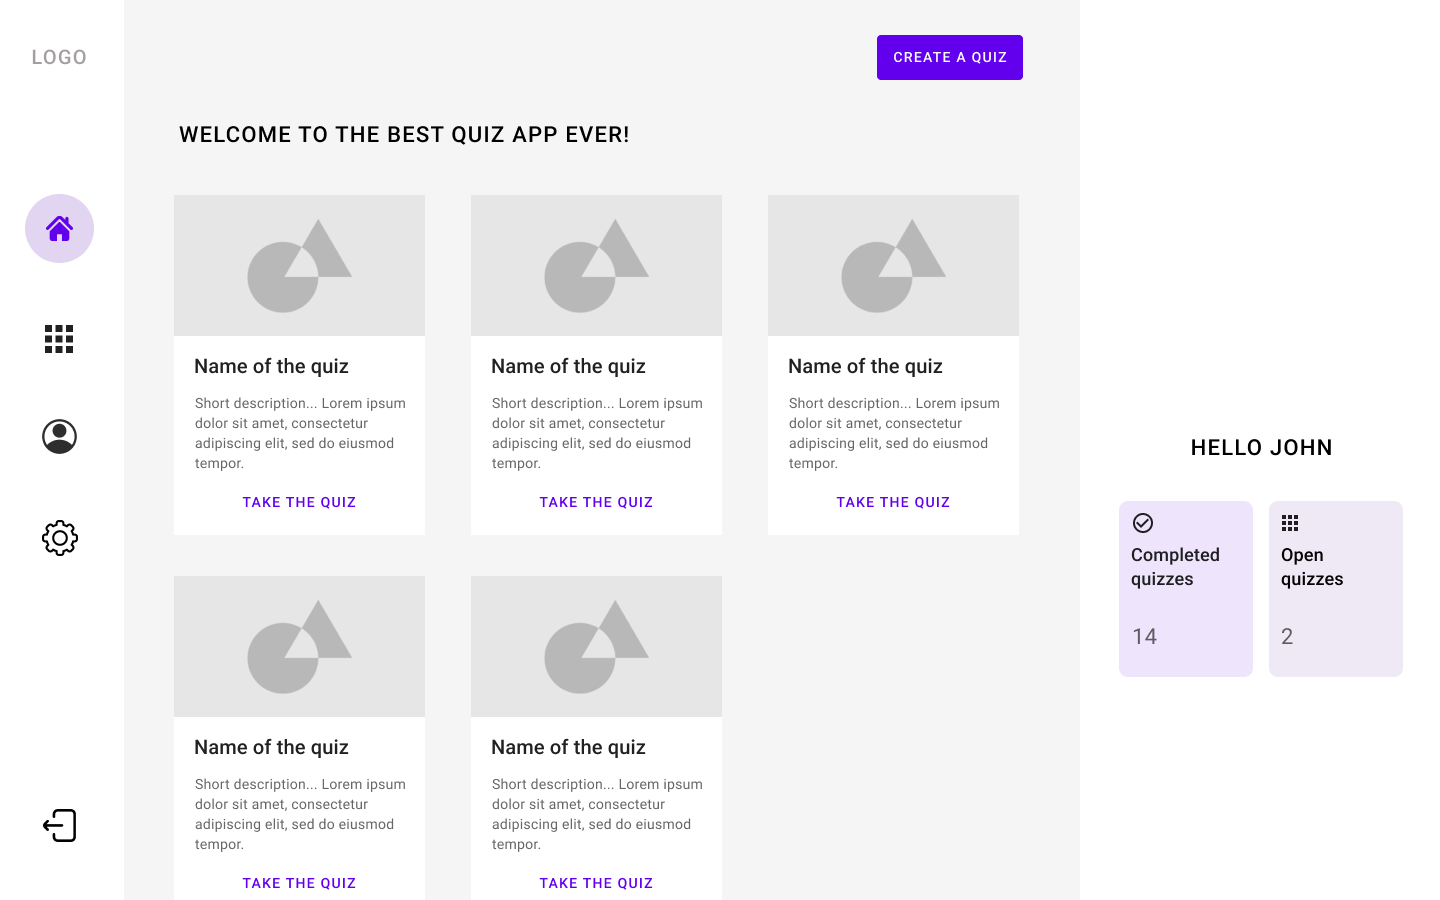 LOGO
CREATE A QUIZ
WELCOME TO THE BEST QUIZ APP EVER!
Name of the quiz
Short description... Lorem ipsum
dolor sit amet, consectetur
adipiscing elit, sed do eiusmod
tempor.
TAKE THE QUIZ
Name of the quiz
Short description... Lorem ipsum
dolor sit amet, consectetur
adipiscing elit, sed do eiusmod
tempor.
TAKE THE QUIZ
Name of the quiz
Short description... Lorem ipsum
dolor sit amet, consectetur
adipiscing elit, sed do eiusmod
tempor.
TAKE THE QUIZ
Name of the quiz
Short description... Lorem ipsum
dolor sit amet, consectetur
adipiscing elit, sed do eiusmod
tempor.
TAKE THE QUIZ
Name of the quiz
Short description... Lorem ipsum
dolor sit amet, consectetur
adipiscing elit, sed do eiusmod
tempor.
TAKE THE QUIZ
HELLO JOHN
Completed
quizzes
14
Open
quizzes
2